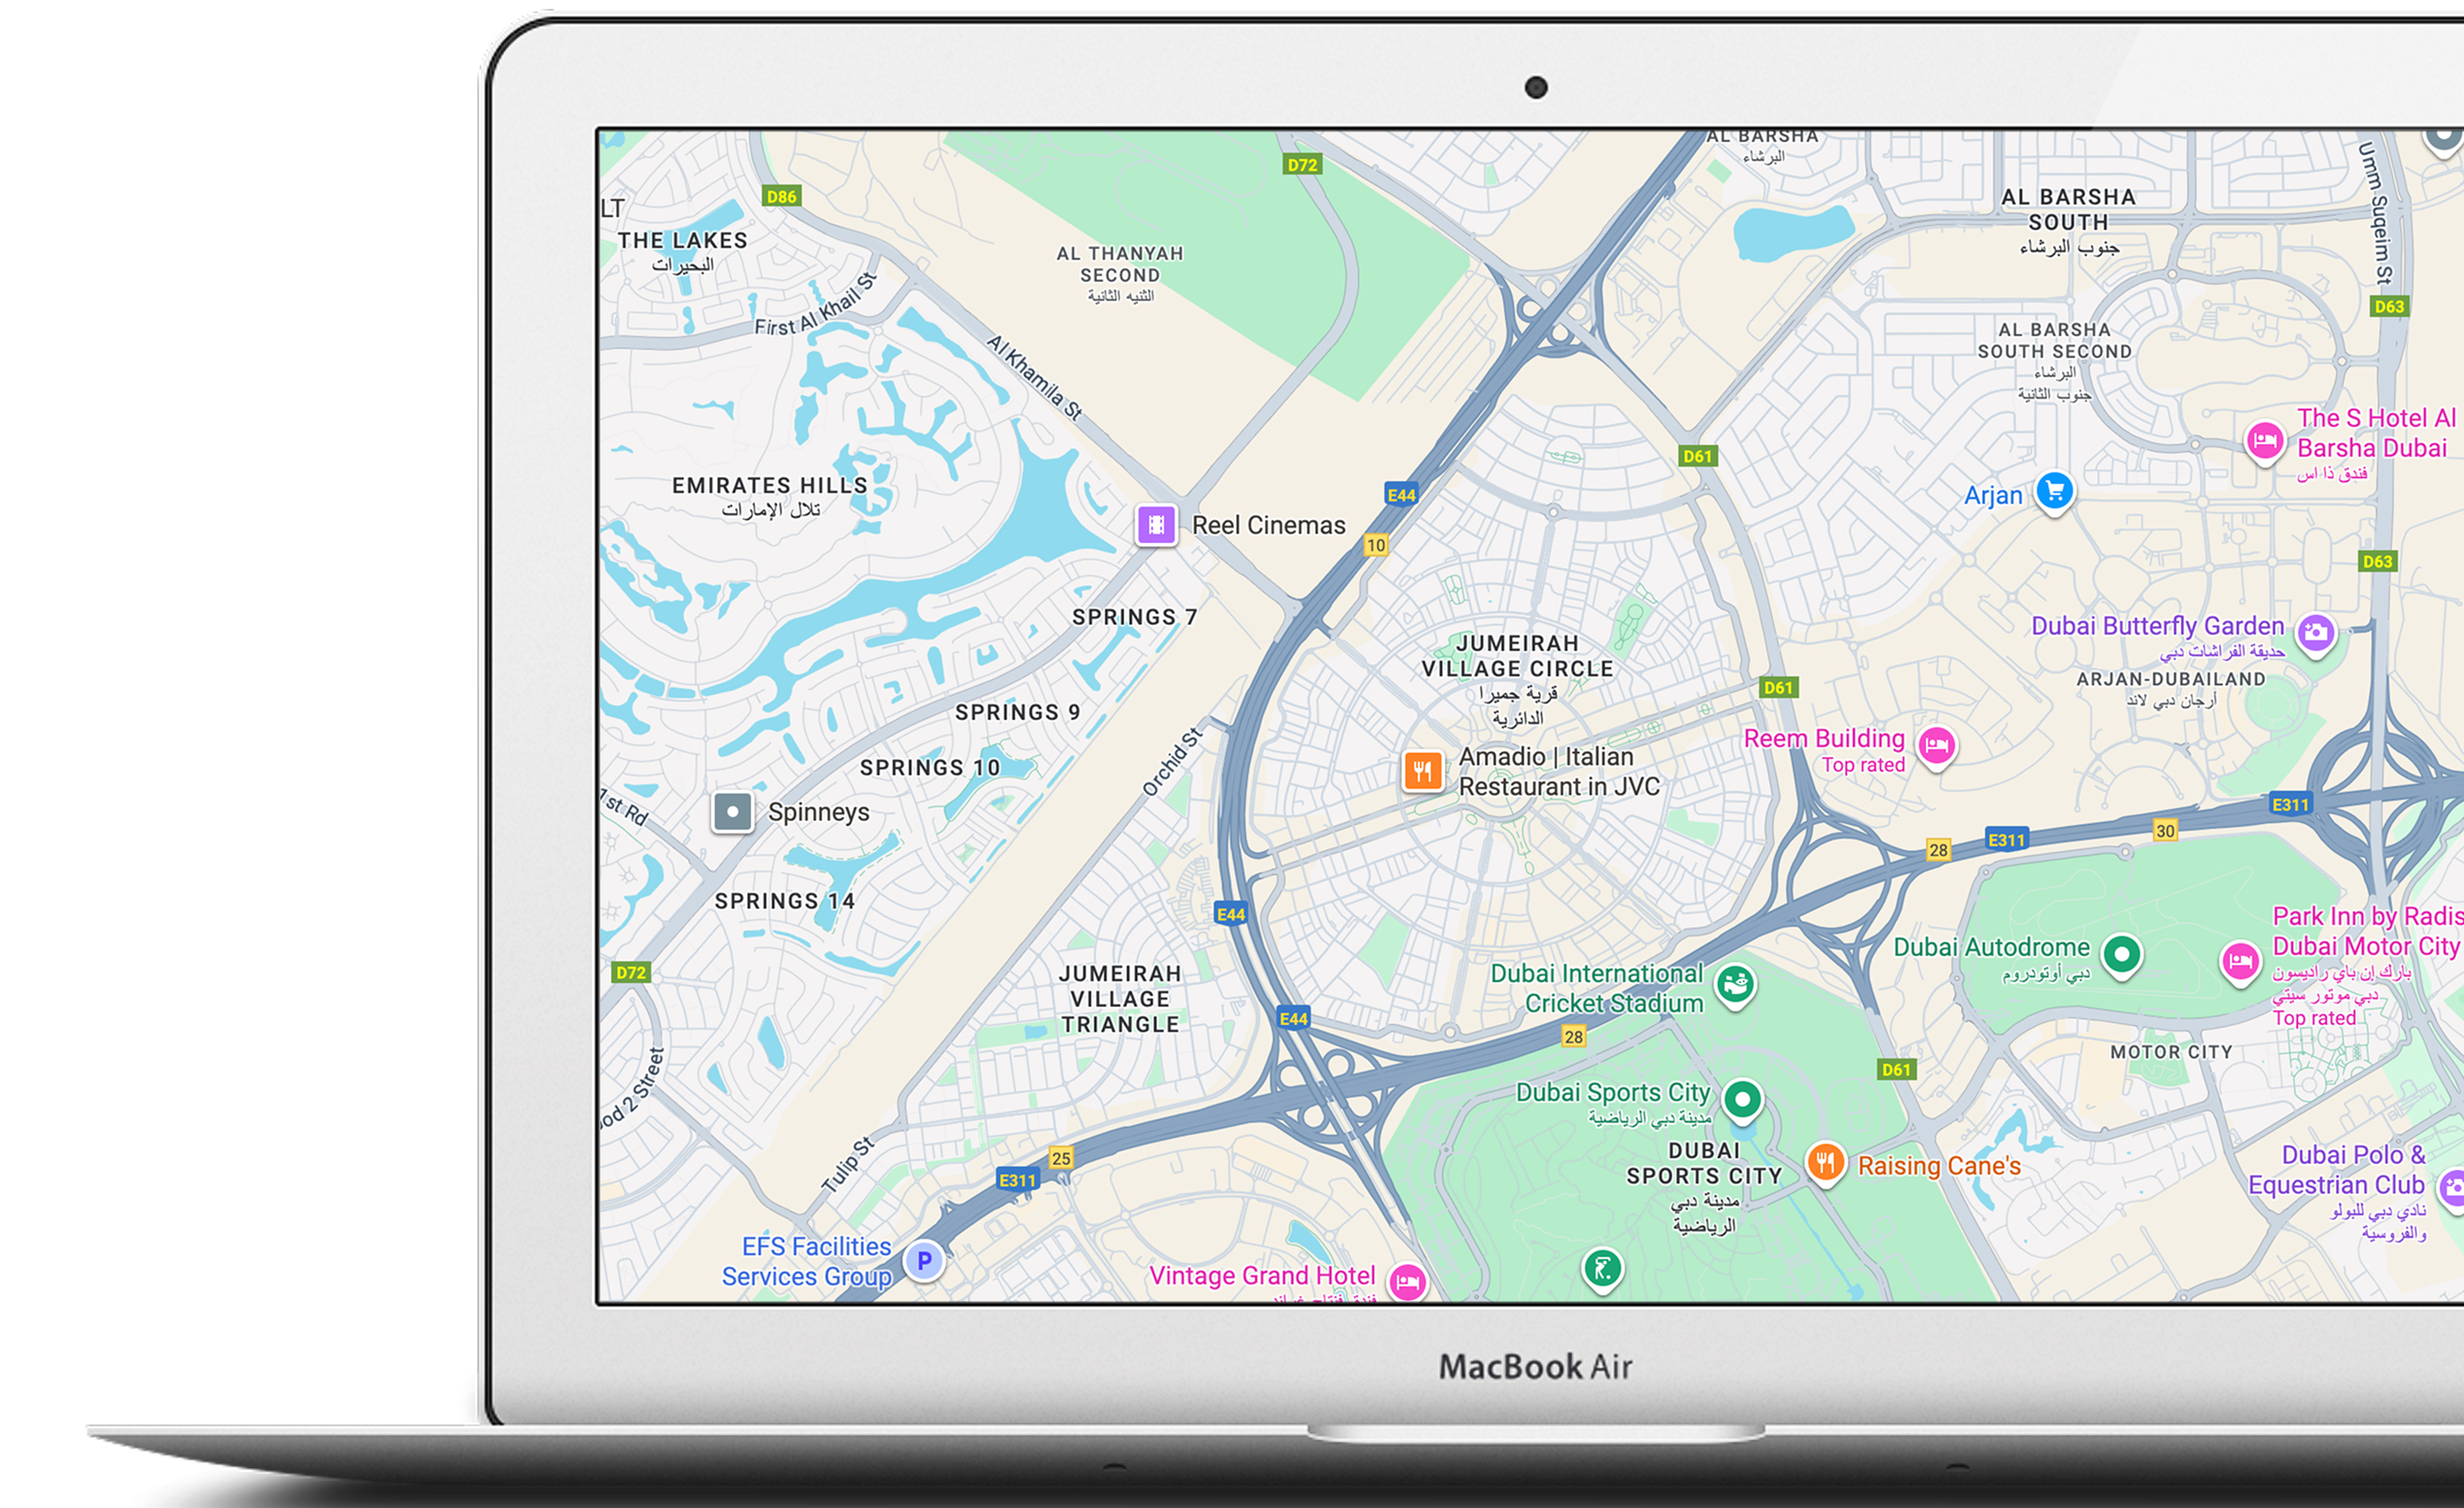 AL BARSHA
البرشاء
D72
D86
LT
THE LAKES
البحيرات
AL BARSHA
SOUTH
جنوب البرشاء
Umm Suqeim St
AL THANYAH
SECOND
الثنيه الثانية
First Al Khail St
D63
Al Khamila St
AL BARSHA
SOUTH SECOND
البرشاء
جنوب الثانية
The S Hotel Al
Barsha Dubai
فندق ذا اس
D61
EMIRATES HILLS
تلال الإمارات
E44
Arjan
Reel Cinemas
10
D63
SPRINGS 7
Dubai Butterfly Garden
حديقة الفراشات دبي
JUMEIRAH
VILLAGE CIRCLE
قرية جميرا
الدائرية
ARJAN-DUBAILAND
أرجان دبي لاند
D61
SPRINGS 9
Orchid St
Reem Building
Top rated
SPRINGS 10
Amadio | Italian
Restaurant in JVC
1st Rd
Spinneys
E311
30
E311
28
SPRINGS 14
E44
Park Inn by Radis
Dubai Motor City
بارك إن باي راديسون
دبي موتور سيتي
Top rated
Dubai Autodrome
دبي أوتودروم
D72
JUMEIRAH
VILLAGE
TRIANGLE
Dubai International
Cricket Stadium
E44
28
MOTOR CITY
D61
od 2 Street
Dubai Sports City
مدينة دبي الرياضية
DUBAI
SPORTS CITY
مدينة دبي
الرياضية
Raising Cane's
Tulip St
25
E311
Dubai Polo &
Equestrian Club
نادي دبي للبولو
والفروسية
EFS Facilities
Services Group
P
Vintage Grand Hotel
MacBook Air